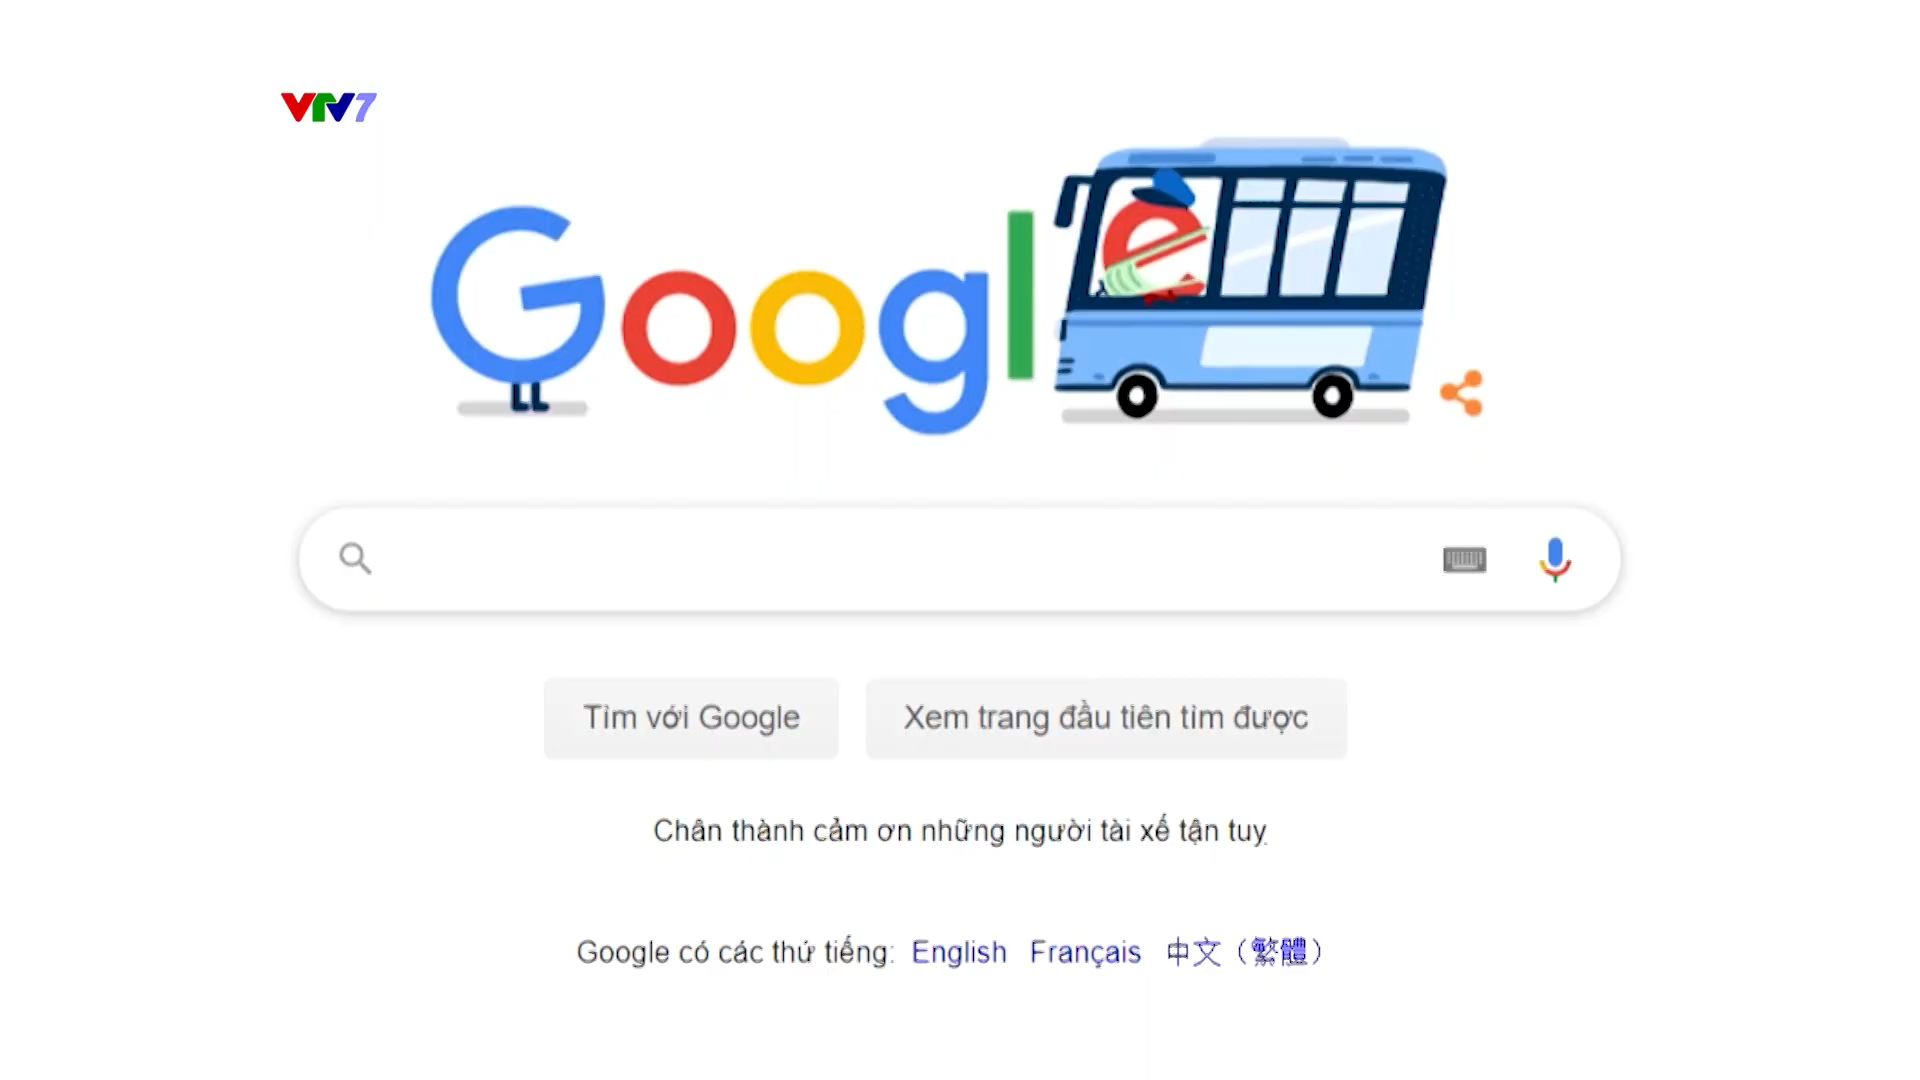 VTV7
Google
Tìm với Google
Xem trang đầu tiên tìm được
Chân thành cảm ơn những người tài xế tận tuỵ
Google có các thứ tiếng: English Français 中文（繁體）